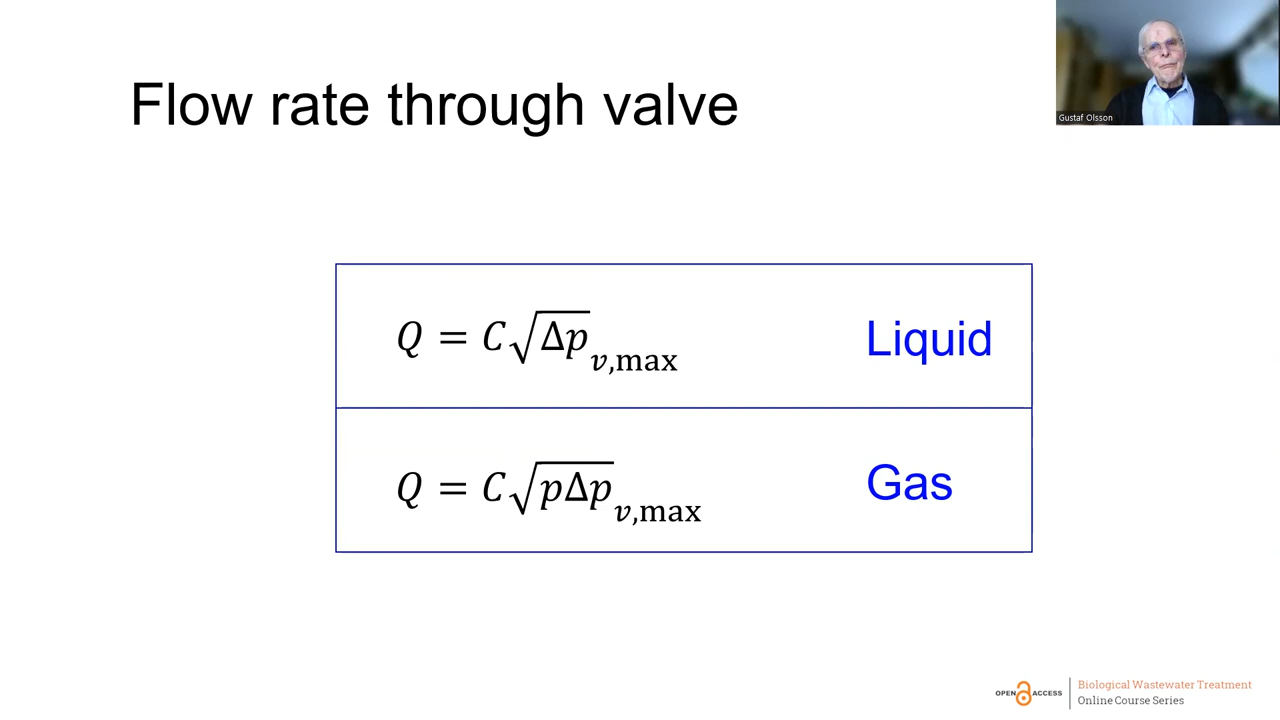 Flow rate through valve
Gustaf Olsson
Q = C√Δp v,max Liquid
Q = C√pΔp v,max Gas
OPEN ACCESS
Biological Wastewater Treatment
Online Course Series